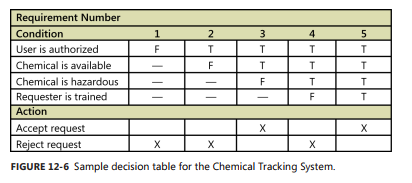 Requirement Number
Condition 1 2 3 4 5
User is authorized F T T T T
Chemical is available — F T T T
Chemical is hazardous — — F T T
Requester is trained — — — F T
Action
Accept request X X
Reject request X X X
FIGURE 12-6 Sample decision table for the Chemical Tracking System.